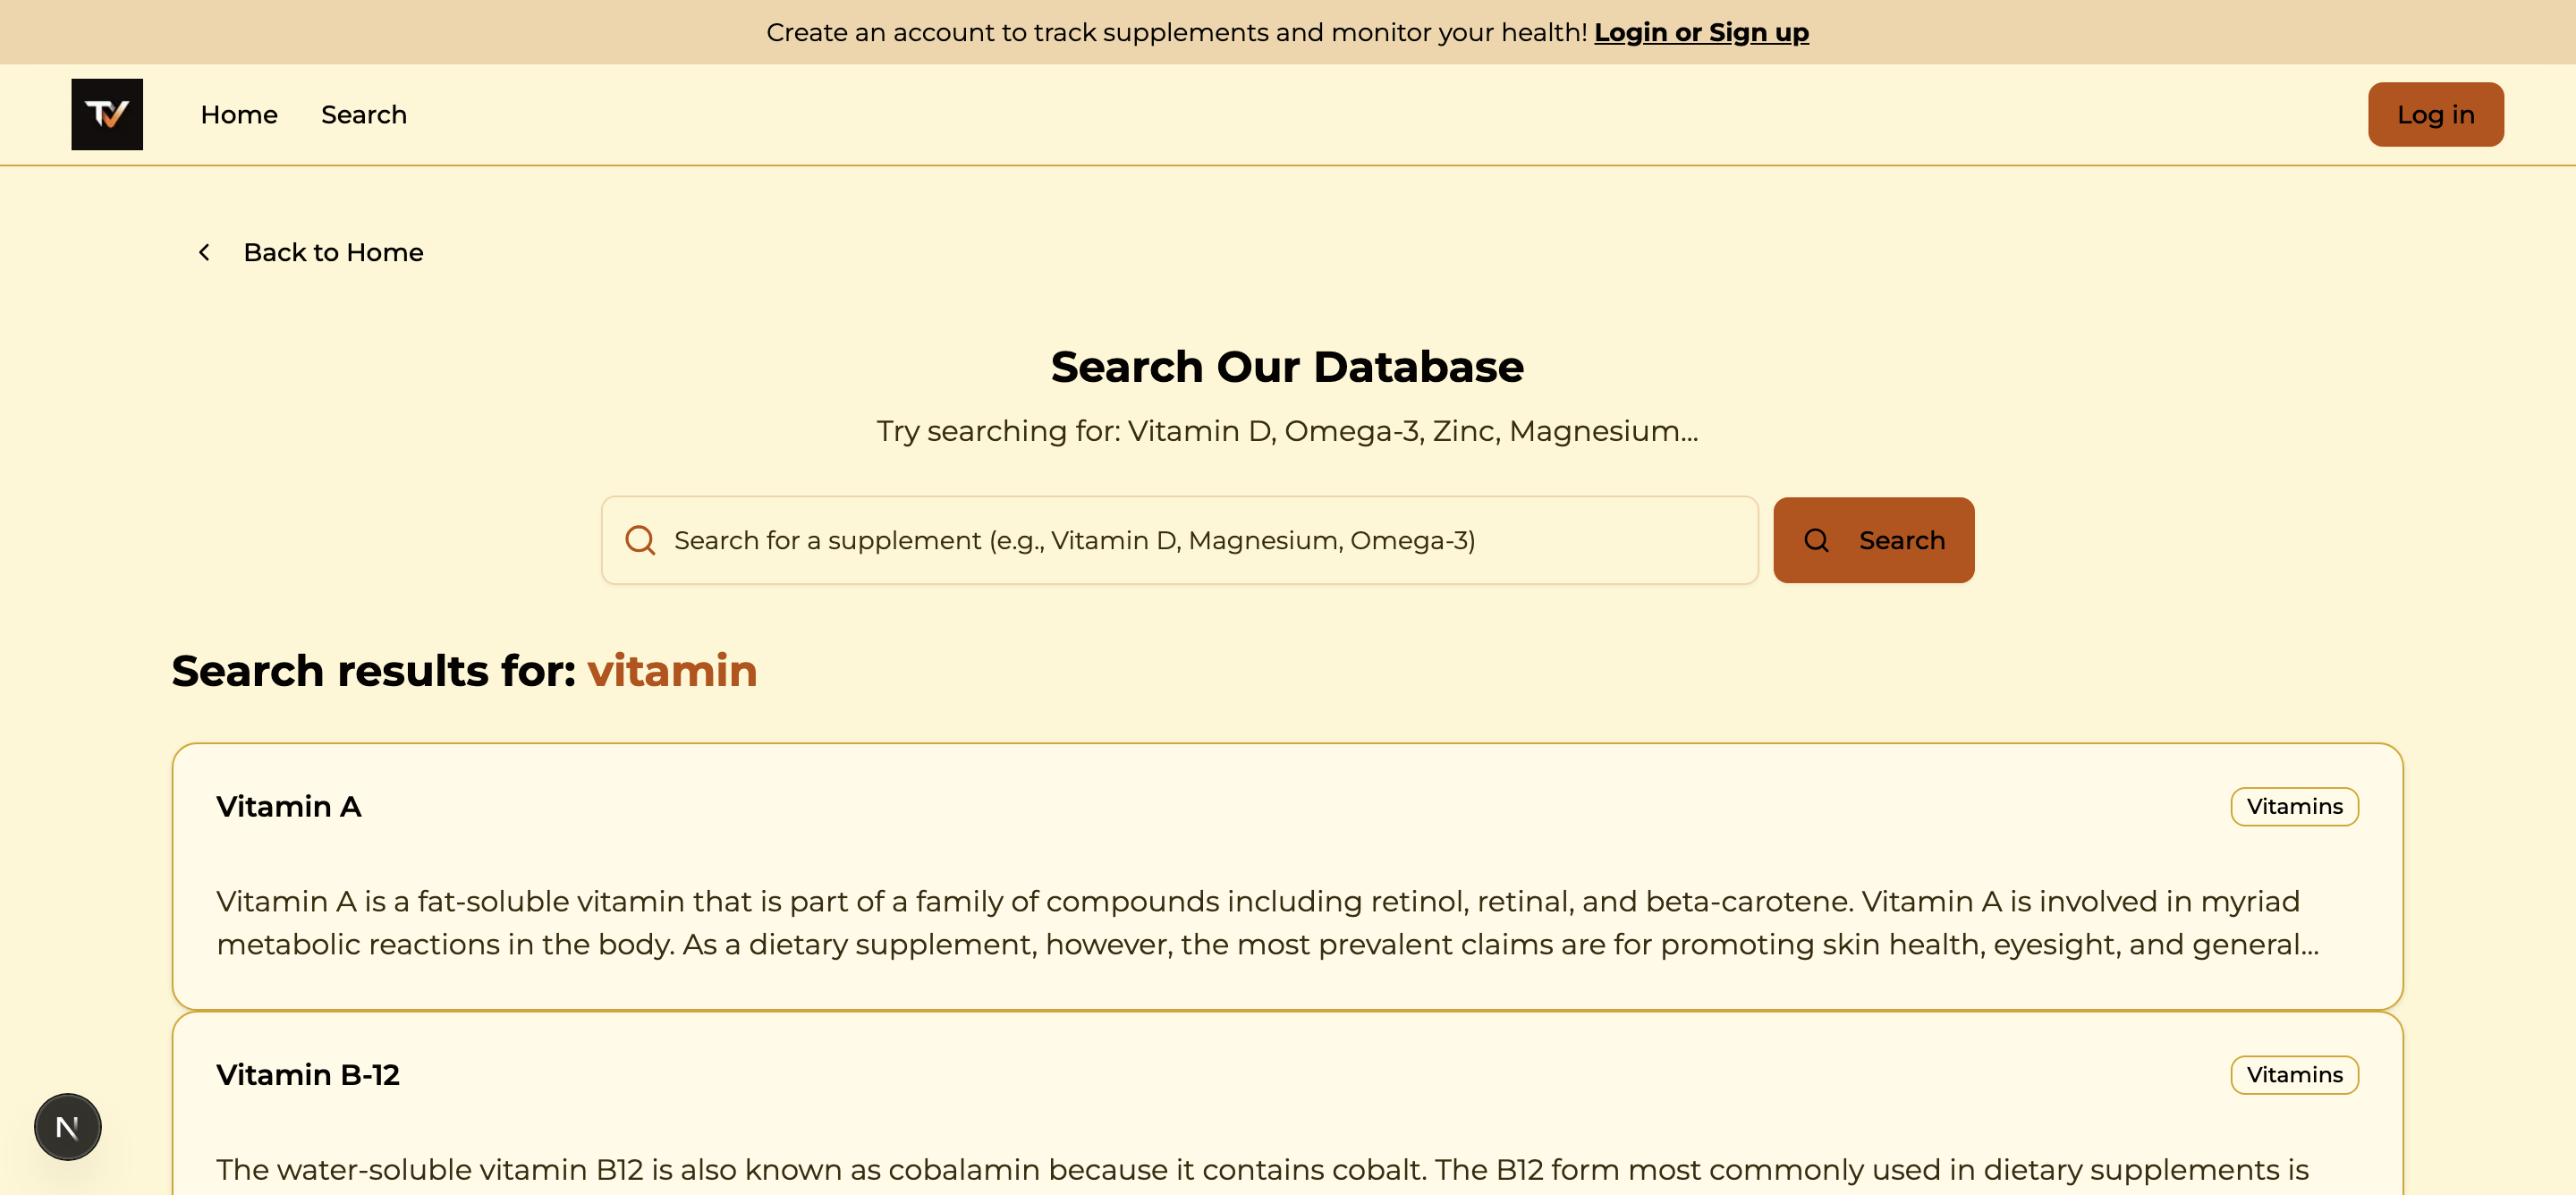 Create an account to track supplements and monitor your health! Login or Sign up
TV
Home
Search
Log in
Back to Home
Search Our Database
Try searching for: Vitamin D, Omega-3, Zinc, Magnesium...
Search for a supplement (e.g., Vitamin D, Magnesium, Omega-3)
Search
Search results for: vitamin
Vitamin A
Vitamins
Vitamin A is a fat-soluble vitamin that is part of a family of compounds including retinol, retinal, and beta-carotene. Vitamin A is involved in myriad
metabolic reactions in the body. As a dietary supplement, however, the most prevalent claims are for promoting skin health, eyesight, and general...
Vitamin B-12
Vitamins
The water-soluble vitamin B12 is also known as cobalamin because it contains cobalt. The B12 form most commonly used in dietary supplements is
N